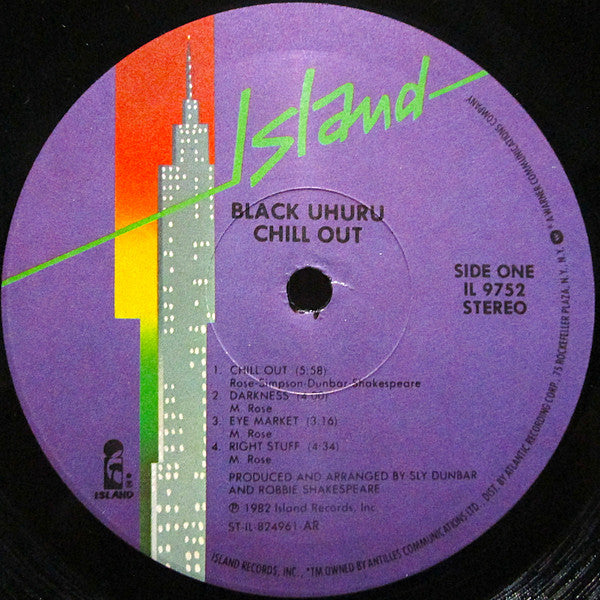 Island
BLACK UHURU
CHILL OUT
SIDE ONE
IL 9752
STEREO
1. CHILL OUT (5:58)
Rose-Simpson-Dunbar-Shakespeare
2. DARKNESS (4:00)
M. Rose
3. EYE MARKET (3:16)
M. Rose
4. RIGHT STUFF (4:34)
M. Rose
PRODUCED AND ARRANGED BY SLY DUNBAR
AND ROBBIE SHAKESPEARE
℗ 1982 Island Records, Inc.
ST-IL-824961-AR
ISLAND
ISLAND RECORDS, INC., *TM OWNED BY ANTILLES COMMUNICATIONS LTD. DIST. BY ATLANTIC RECORDING CORP. 75 ROCKEFELLER PLAZA, N.Y., N.Y. A WARNER COMMUNICATIONS COMPANY